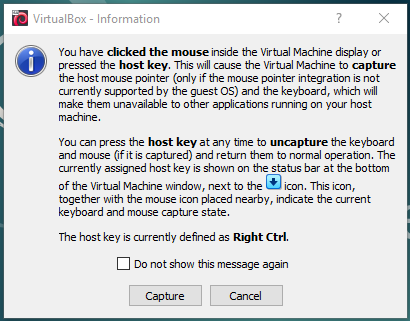 VirtualBox - Information
You have clicked the mouse inside the Virtual Machine display or
pressed the host key. This will cause the Virtual Machine to capture
the host mouse pointer (only if the mouse pointer integration is not
currently supported by the guest OS) and the keyboard, which will
make them unavailable to other applications running on your host
machine.
You can press the host key at any time to uncapture the keyboard
and mouse (if it is captured) and return them to normal operation. The
currently assigned host key is shown on the status bar at the bottom
of the Virtual Machine window, next to the icon. This icon,
together with the mouse icon placed nearby, indicate the current
keyboard and mouse capture state.
The host key is currently defined as Right Ctrl.
Do not show this message again
Capture Cancel